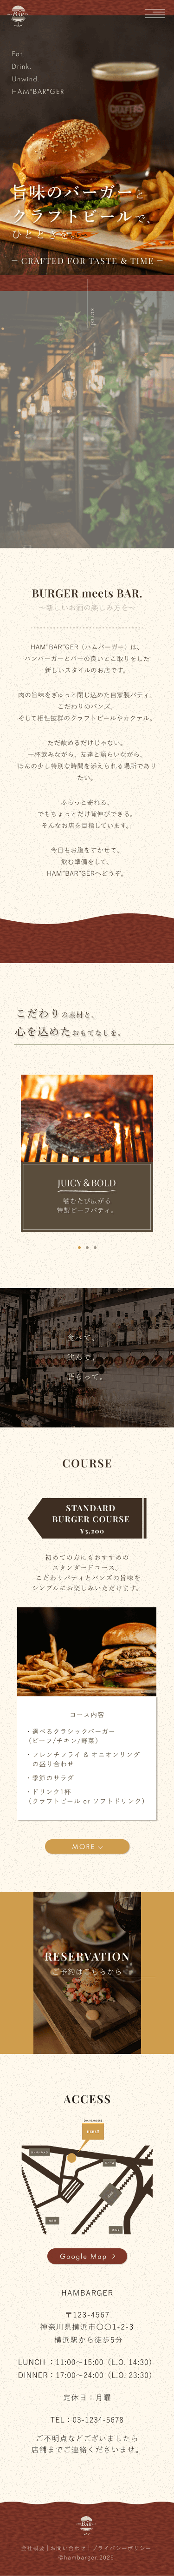 BAR
Eat.
Drink.
Unwind.
HAM"BAR"GER
旨味のバーガーと
クラフトビールで、
ひとときを。
— CRAFTED FOR TASTE & TIME —
scroll
BURGER meets BAR.
〜新しいお酒の楽しみ方を〜
HAM"BAR"GER（ハムバーガー）は、
ハンバーガーとバーの良いとこ取りをした
新しいスタイルのお店です。
肉の旨味をぎゅっと閉じ込めた自家製パティ、
こだわりのバンズ、
そして相性抜群のクラフトビールやカクテル。
ただ飲めるだけじゃない。
一杯飲みながら、友達と語らいながら、
ほんの少し特別な時間を添えられる場所であり
たい。
ふらっと寄れる、
でもちょっとだけ背伸びできる。
そんなお店を目指しています。
今日もお腹をすかせて、
飲む準備をして、
HAM"BAR"GERへどうぞ。
こだわりの素材と、
心を込めたおもてなしを。
JUICY＆BOLD
噛むたび広がる
特製ビーフパティ。
食べて、
飲んで、
語らって。
COURSE
STANDARD
BURGER COURSE
¥3,200
初めての方にもおすすめの
スタンダードコース。
こだわりパティとバンズの旨味を
シンプルにお楽しみいただけます。
コース内容
・選べるクラシックバーガー
（ビーフ/チキン/野菜）
・フレンチフライ & オニオンリング
の盛り合わせ
・季節のサラダ
・ドリンク1杯
（クラフトビール or ソフトドリンク）
MORE
RESERVATION
ご予約はこちらから
ACCESS
Google Map
HAMBARGER
〒123-4567
神奈川県横浜市〇〇1-2-3
横浜駅から徒歩5分
LUNCH ：11:00〜15:00（L.O. 14:30）
DINNER：17:00〜24:00（L.O. 23:30）
定休日：月曜
TEL：03-1234-5678
ご不明点などございましたら
店舗までご連絡くださいませ。
BAR
会社概要｜お問い合わせ｜プライバシーポリシー
©hambarger.2025